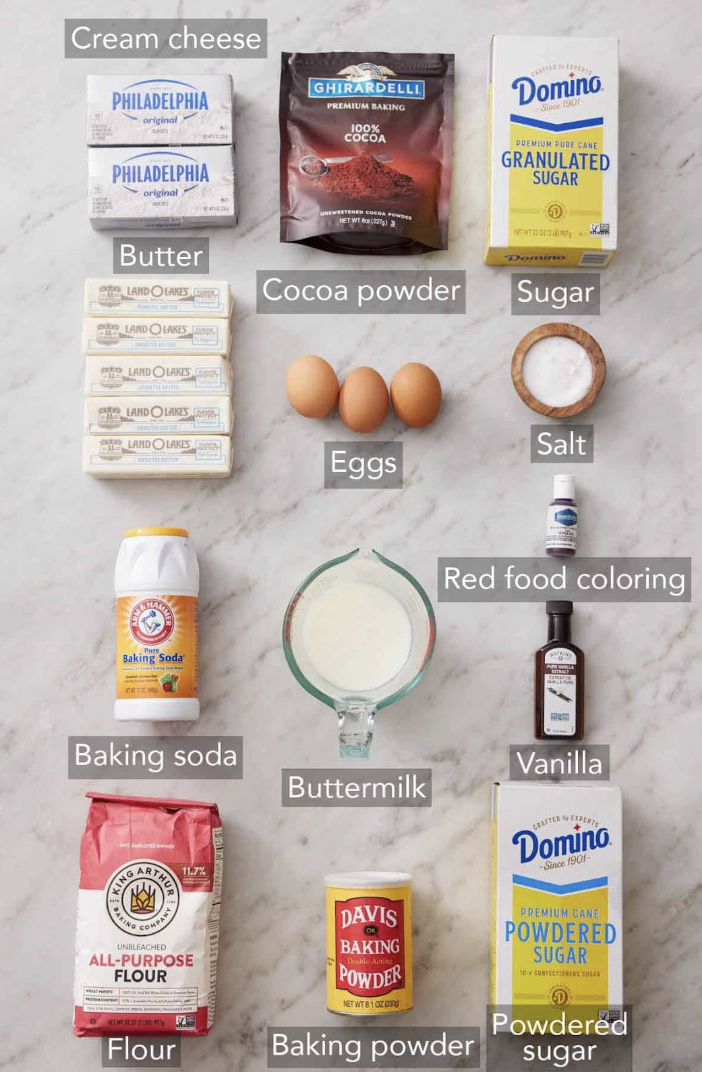 Cream cheese
PHILADELPHIA
original
PHILADELPHIA
original
GHIRARDELLI
PREMIUM BAKING
100%
COCOA
UNSWEETENED COCOA POWDER
NET WT 8oz (227g)
CRAFTED by EXPERTS
Domino
-Since 1901-
PREMIUM PURE CANE
GRANULATED
SUGAR
NET WT 32 OZ (2 LB) 907g
Domino
Butter
Cocoa powder
Sugar
LAND O LAKES
LAND O LAKES
LAND O LAKES
LAND O LAKES
LAND O LAKES
Eggs
Salt
Red food coloring
ARM & HAMMER
Pure
Baking Soda
WATKINS
PURE VANILLA
EXTRACT
Baking soda
Buttermilk
Vanilla
KING ARTHUR
BAKING COMPANY
11.7%
UNBLEACHED
ALL-PURPOSE
FLOUR
DAVIS
OK
BAKING
Double Acting
POWDER
NET WT 8.1 OZ (230g)
CRAFTED by EXPERTS
Domino
-Since 1901-
PREMIUM CANE
POWDERED
SUGAR
10-X CONFECTIONERS SUGAR
Flour
Baking powder
Powdered
sugar